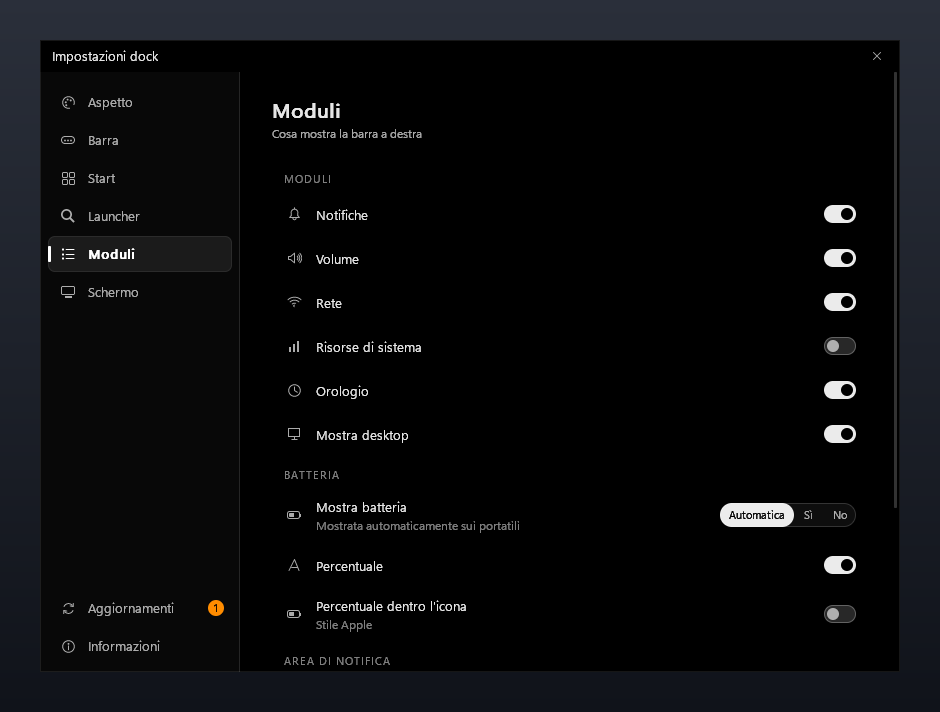 Impostazioni dock
Aspetto
Barra
Start
Launcher
Moduli
Schermo
Aggiornamenti 1
Informazioni
Moduli
Cosa mostra la barra a destra
MODULI
Notifiche
Volume
Rete
Risorse di sistema
Orologio
Mostra desktop
BATTERIA
Mostra batteria
Mostrata automaticamente sui portatili
Automatica Sì No
Percentuale
Percentuale dentro l'icona
Stile Apple
AREA DI NOTIFICA